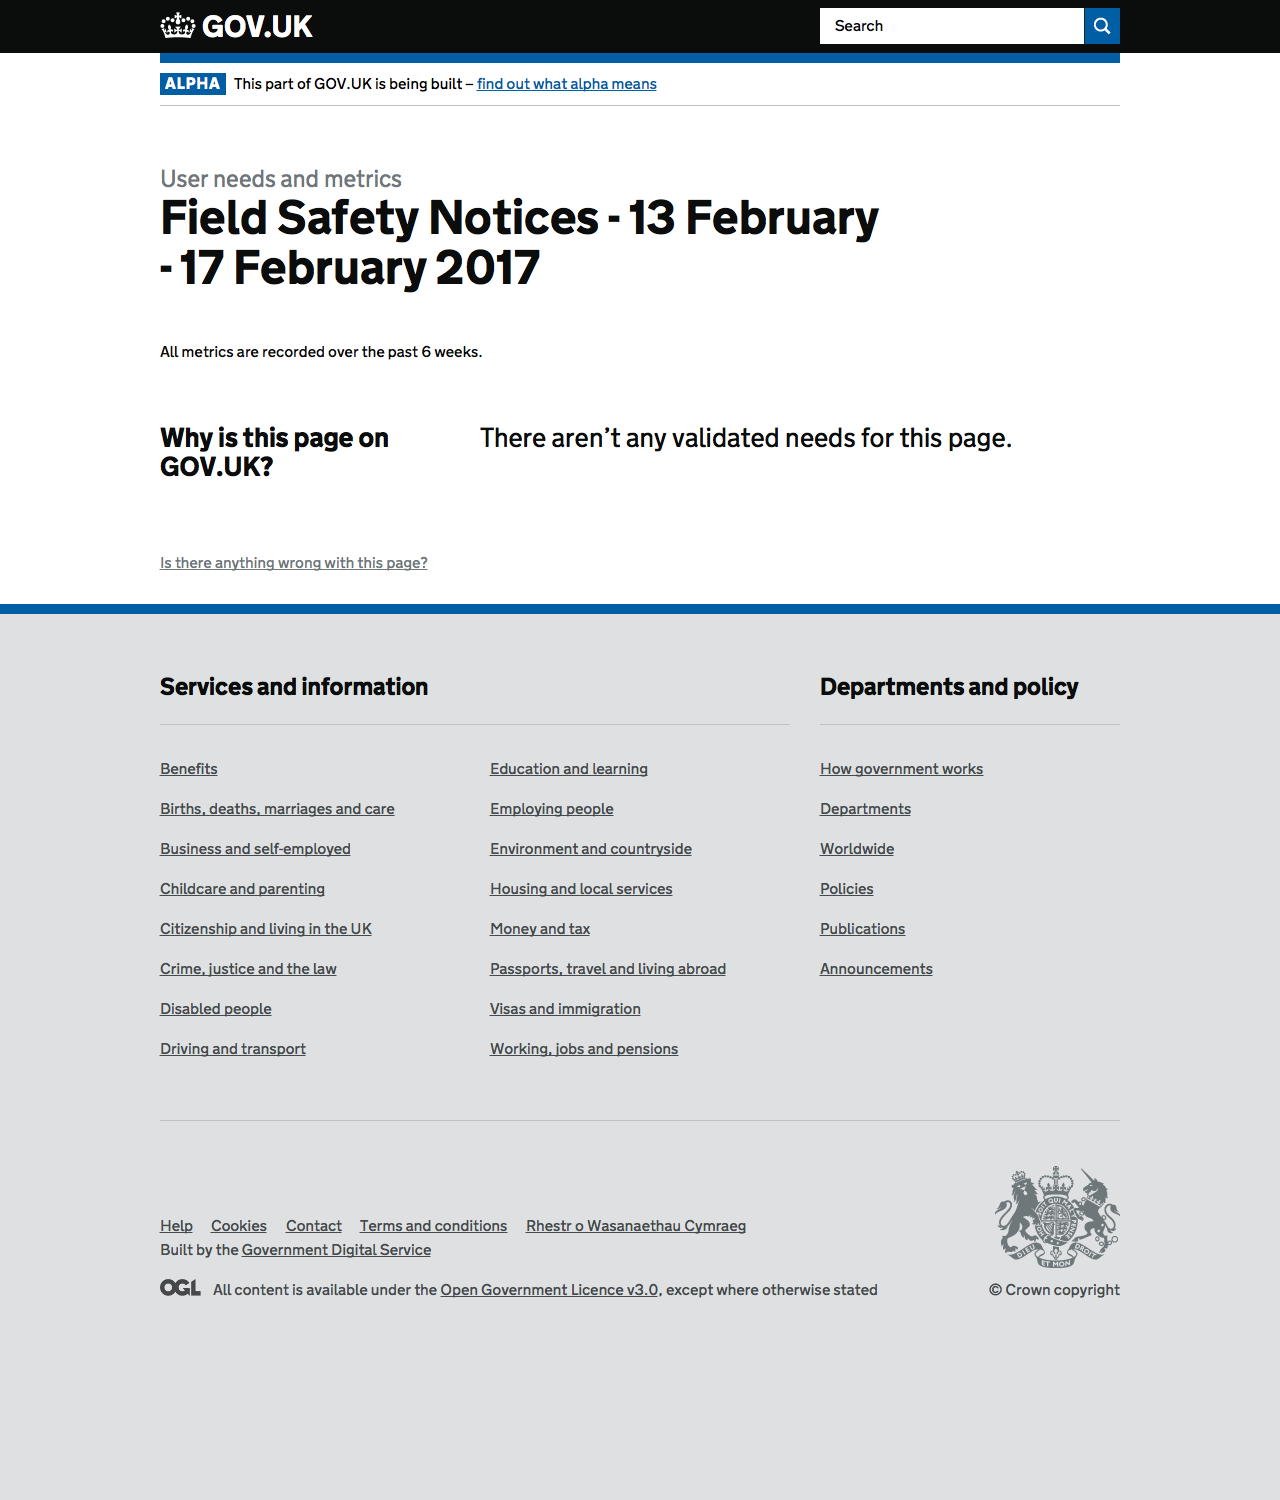 GOV.UK
Search
ALPHA This part of GOV.UK is being built – find out what alpha means
User needs and metrics
Field Safety Notices - 13 February
- 17 February 2017
All metrics are recorded over the past 6 weeks.
Why is this page on
GOV.UK?
There aren’t any validated needs for this page.
Is there anything wrong with this page?
Services and information
Benefits
Births, deaths, marriages and care
Business and self-employed
Childcare and parenting
Citizenship and living in the UK
Crime, justice and the law
Disabled people
Driving and transport
Education and learning
Employing people
Environment and countryside
Housing and local services
Money and tax
Passports, travel and living abroad
Visas and immigration
Working, jobs and pensions
Departments and policy
How government works
Departments
Worldwide
Policies
Publications
Announcements
Help Cookies Contact Terms and conditions Rhestr o Wasanaethau Cymraeg
Built by the Government Digital Service
OGL All content is available under the Open Government Licence v3.0, except where otherwise stated
DIEU ET MON DROIT
© Crown copyright